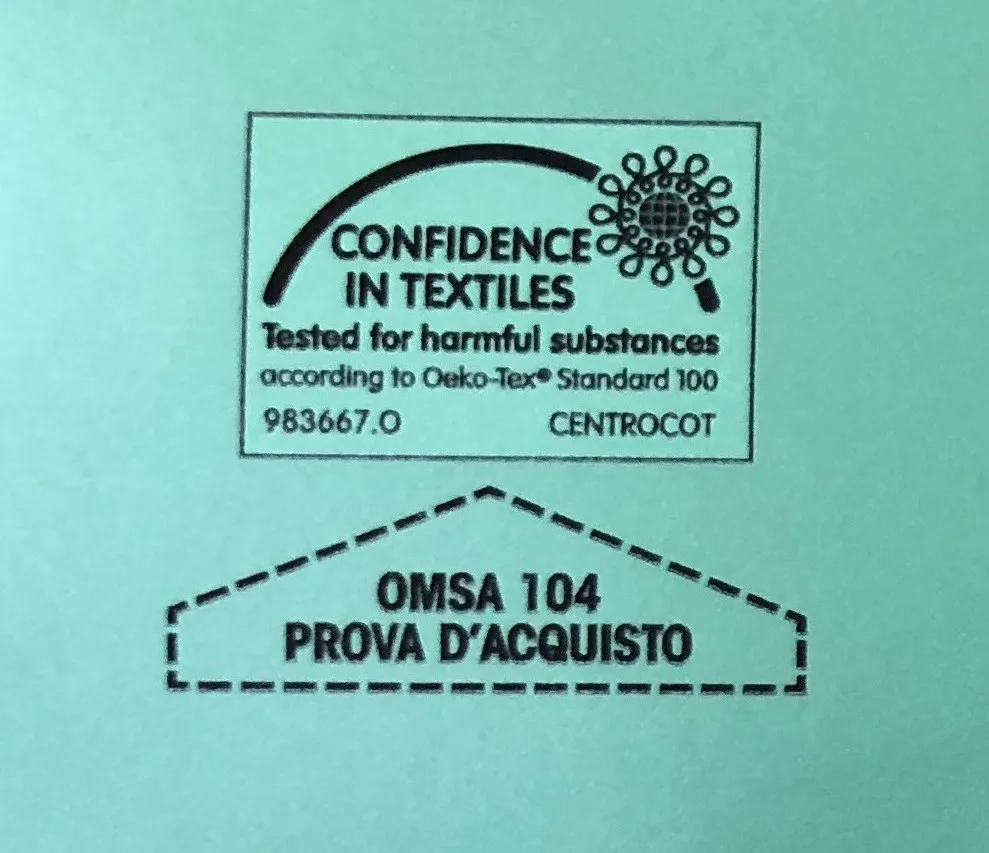 CONFIDENCE
IN TEXTILES
Tested for harmful substances
according to Oeko-Tex® Standard 100
983667.O CENTROCOT
OMSA 104
PROVA D'ACQUISTO